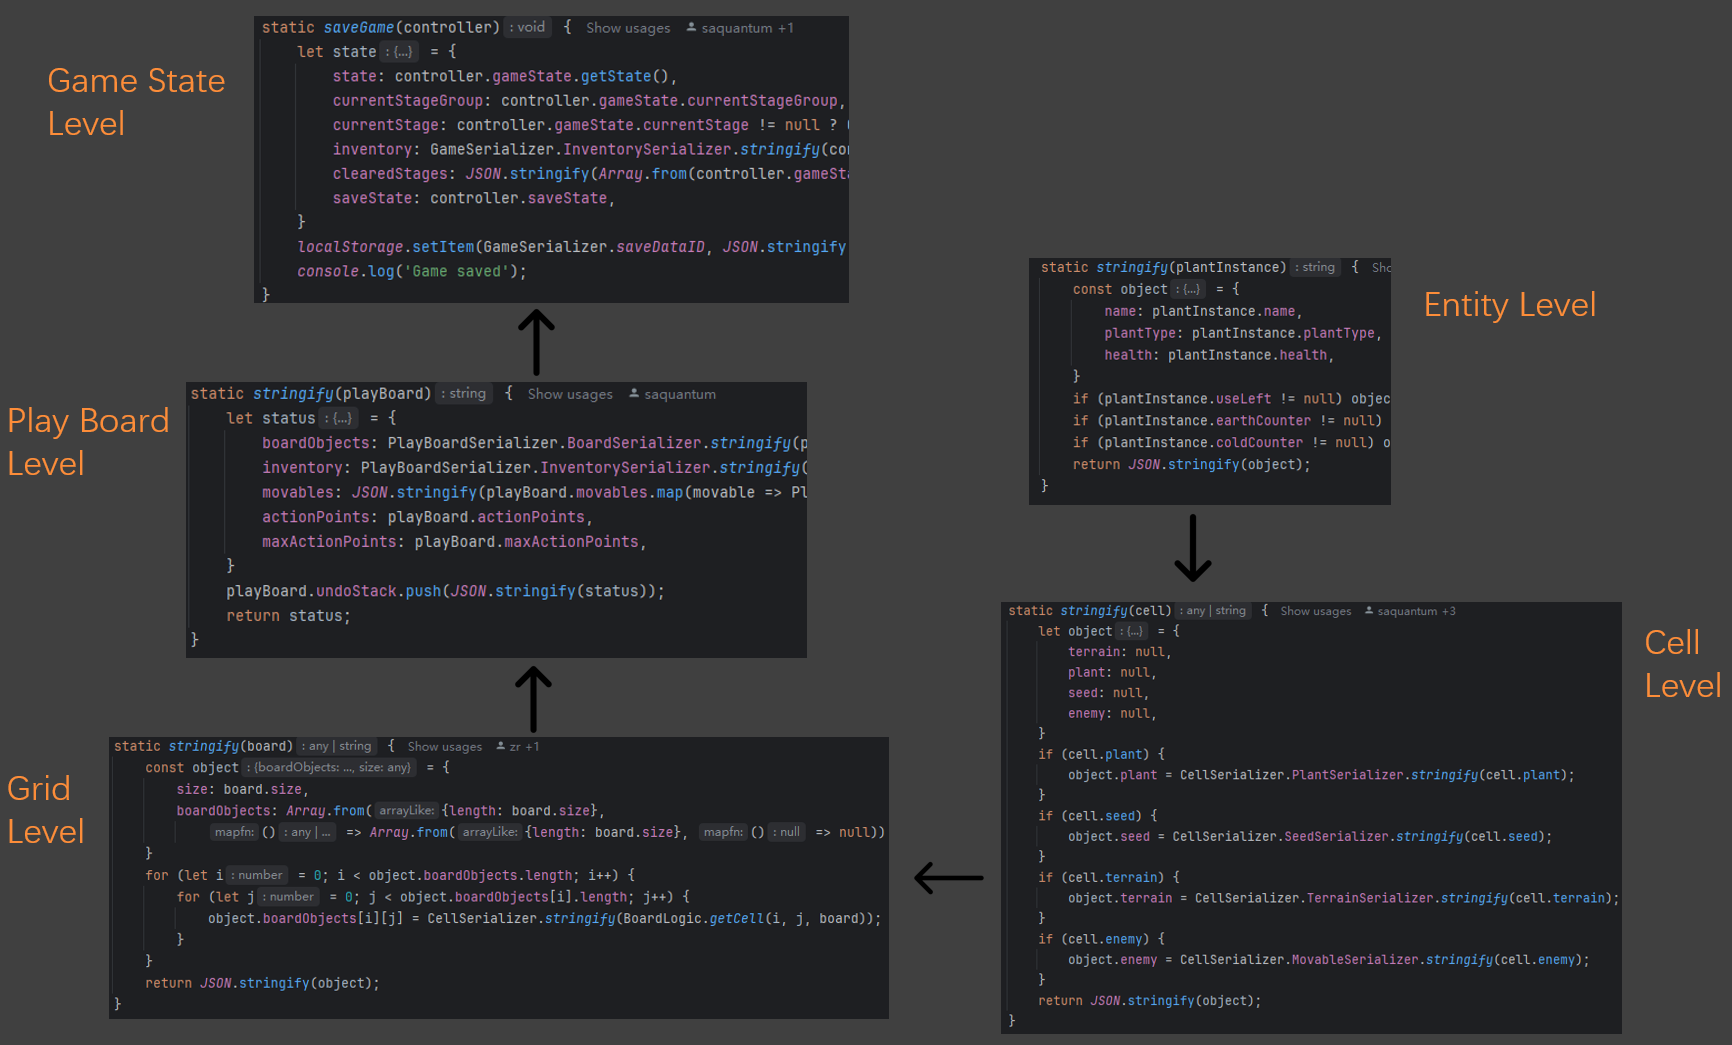 Game State
Level
static saveGame(controller) : void { Show usages saquantum +1
let state : {...} = {
state: controller.gameState.getState(),
currentStageGroup: controller.gameState.currentStageGroup,
currentStage: controller.gameState.currentStage != null ?
inventory: GameSerializer.InventorySerializer.stringify(con
clearedStages: JSON.stringify(Array.from(controller.gameSta
saveState: controller.saveState,
}
localStorage.setItem(GameSerializer.saveDataID, JSON.stringify
console.log('Game saved');
}
Play Board
Level
static stringify(playBoard) : string { Show usages saquantum
let status : {...} = {
boardObjects: PlayBoardSerializer.BoardSerializer.stringify(p
inventory: PlayBoardSerializer.InventorySerializer.stringify(
movables: JSON.stringify(playBoard.movables.map(movable => Pl
actionPoints: playBoard.actionPoints,
maxActionPoints: playBoard.maxActionPoints,
}
playBoard.undoStack.push(JSON.stringify(status));
return status;
}
Grid
Level
static stringify(board) : any | string { Show usages zr +1
const object : {boardObjects: ..., size: any} = {
size: board.size,
boardObjects: Array.from( arrayLike: {length: board.size},
mapfn: () : any | ... => Array.from( arrayLike: {length: board.size}, mapfn: () : null => null))
}
for (let i : number = 0; i < object.boardObjects.length; i++) {
for (let j : number = 0; j < object.boardObjects[i].length; j++) {
object.boardObjects[i][j] = CellSerializer.stringify(BoardLogic.getCell(i, j, board));
}
}
return JSON.stringify(object);
}
Entity Level
static stringify(plantInstance) : string { Sho
const object : {...} = {
name: plantInstance.name,
plantType: plantInstance.plantType,
health: plantInstance.health,
}
if (plantInstance.useLeft != null) objec
if (plantInstance.earthCounter != null)
if (plantInstance.coldCounter != null) o
return JSON.stringify(object);
}
Cell
Level
static stringify(cell) : any | string { Show usages saquantum +3
let object : {...} = {
terrain: null,
plant: null,
seed: null,
enemy: null,
}
if (cell.plant) {
object.plant = CellSerializer.PlantSerializer.stringify(cell.plant);
}
if (cell.seed) {
object.seed = CellSerializer.SeedSerializer.stringify(cell.seed);
}
if (cell.terrain) {
object.terrain = CellSerializer.TerrainSerializer.stringify(cell.terrain);
}
if (cell.enemy) {
object.enemy = CellSerializer.MovableSerializer.stringify(cell.enemy);
}
return JSON.stringify(object);
}